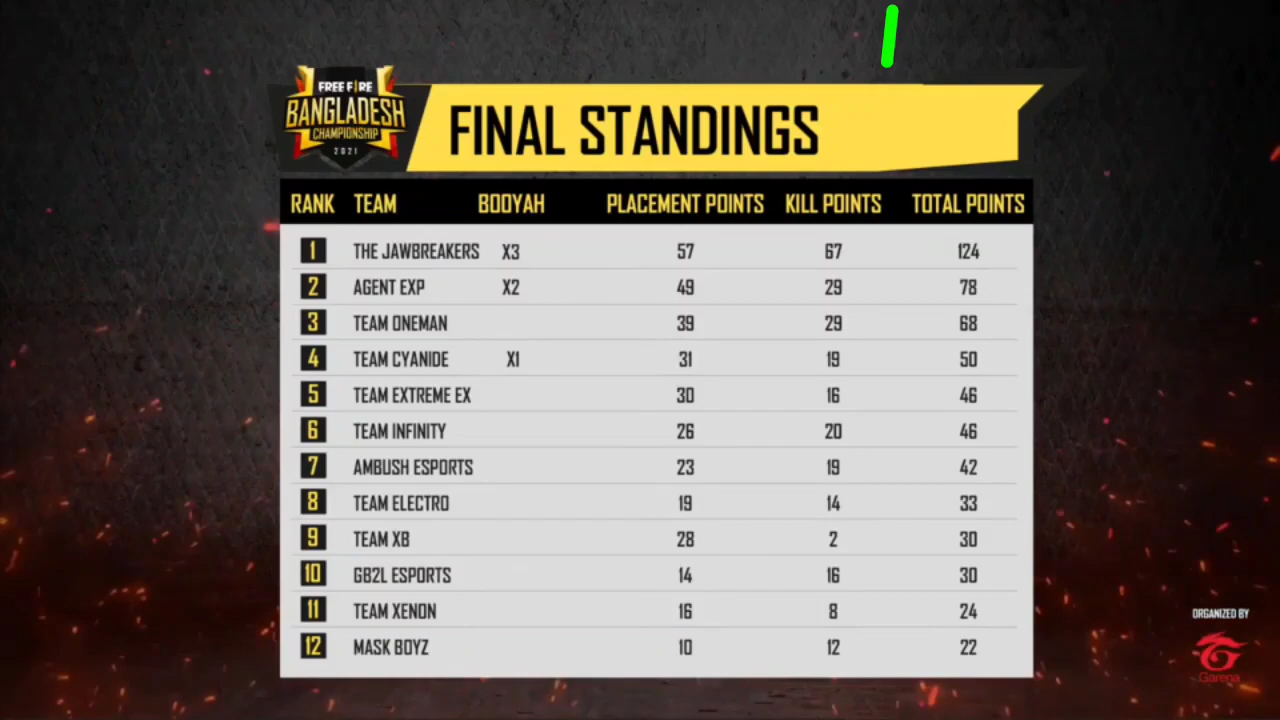 FREE FIRE
BANGLADESH
CHAMPIONSHIP
2021
FINAL STANDINGS
RANK TEAM BOOYAH PLACEMENT POINTS KILL POINTS TOTAL POINTS
1 THE JAWBREAKERS X3 57 67 124
2 AGENT EXP X2 49 29 78
3 TEAM ONEMAN 39 29 68
4 TEAM CYANIDE X1 31 19 50
5 TEAM EXTREME EX 30 16 46
6 TEAM INFINITY 26 20 46
7 AMBUSH ESPORTS 23 19 42
8 TEAM ELECTRO 19 14 33
9 TEAM XB 28 2 30
10 GB2L ESPORTS 14 16 30
11 TEAM XENON 16 8 24
12 MASK BOYZ 10 12 22
ORGANIZED BY
Garena